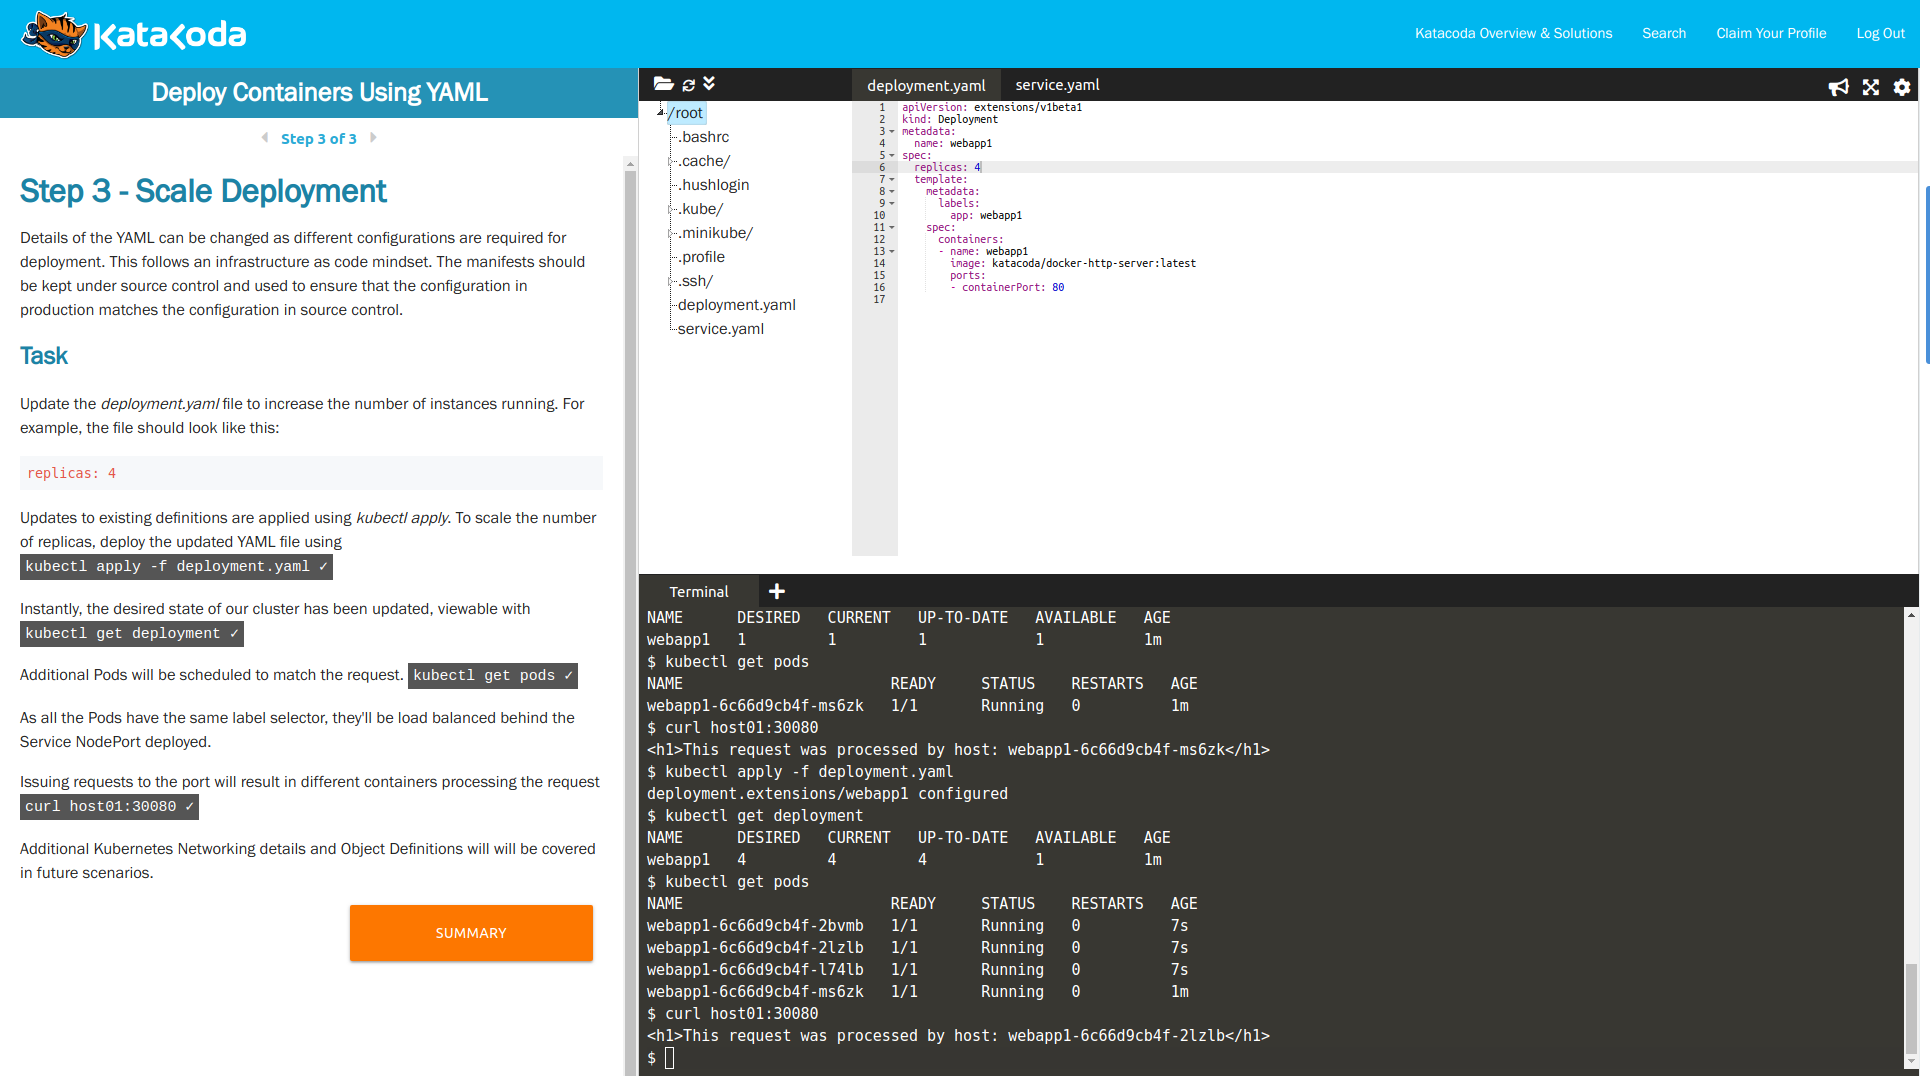 Katacoda
Katacoda Overview & Solutions
Search
Claim Your Profile
Log Out
Deploy Containers Using YAML
Step 3 of 3
Step 3 - Scale Deployment
Details of the YAML can be changed as different configurations are required for
deployment. This follows an infrastructure as code mindset. The manifests should
be kept under source control and used to ensure that the configuration in
production matches the configuration in source control.
Task
Update the deployment.yaml file to increase the number of instances running. For
example, the file should look like this:
replicas: 4
Updates to existing definitions are applied using kubectl apply. To scale the number
of replicas, deploy the updated YAML file using
kubectl apply -f deployment.yaml ✓
Instantly, the desired state of our cluster has been updated, viewable with
kubectl get deployment ✓
Additional Pods will be scheduled to match the request. kubectl get pods ✓
As all the Pods have the same label selector, they'll be load balanced behind the
Service NodePort deployed.
Issuing requests to the port will result in different containers processing the request
curl host01:30080 ✓
Additional Kubernetes Networking details and Object Definitions will will be covered
in future scenarios.
SUMMARY
/root
.bashrc
.cache/
.hushlogin
.kube/
.minikube/
.profile
.ssh/
deployment.yaml
service.yaml
deployment.yaml
service.yaml
1 apiVersion: extensions/v1beta1
2 kind: Deployment
3 metadata:
4   name: webapp1
5 spec:
6   replicas: 4
7   template:
8     metadata:
9       labels:
10         app: webapp1
11     spec:
12       containers:
13       - name: webapp1
14         image: katacoda/docker-http-server:latest
15         ports:
16         - containerPort: 80
17
Terminal
NAME      DESIRED   CURRENT   UP-TO-DATE   AVAILABLE   AGE
webapp1   1         1         1            1           1m
$ kubectl get pods
NAME                       READY     STATUS    RESTARTS   AGE
webapp1-6c66d9cb4f-ms6zk   1/1       Running   0          1m
$ curl host01:30080
<h1>This request was processed by host: webapp1-6c66d9cb4f-ms6zk</h1>
$ kubectl apply -f deployment.yaml
deployment.extensions/webapp1 configured
$ kubectl get deployment
NAME      DESIRED   CURRENT   UP-TO-DATE   AVAILABLE   AGE
webapp1   4         4         4            1           1m
$ kubectl get pods
NAME                       READY     STATUS    RESTARTS   AGE
webapp1-6c66d9cb4f-2bvmb   1/1       Running   0          7s
webapp1-6c66d9cb4f-2lzlb   1/1       Running   0          7s
webapp1-6c66d9cb4f-l74lb   1/1       Running   0          7s
webapp1-6c66d9cb4f-ms6zk   1/1       Running   0          1m
$ curl host01:30080
<h1>This request was processed by host: webapp1-6c66d9cb4f-2lzlb</h1>
$